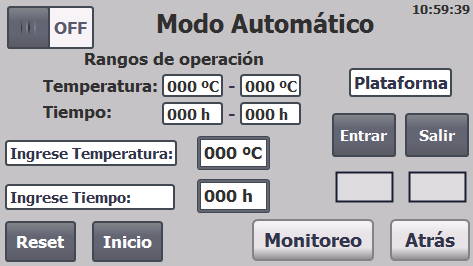 10:59:39
OFF
Modo Automático
Rangos de operación
Temperatura: 000 ºC - 000 ºC
Tiempo: 000 h - 000 h
Plataforma
Entrar Salir
Ingrese Temperatura: 000 ºC
Ingrese Tiempo: 000 h
Reset Inicio Monitoreo Atrás